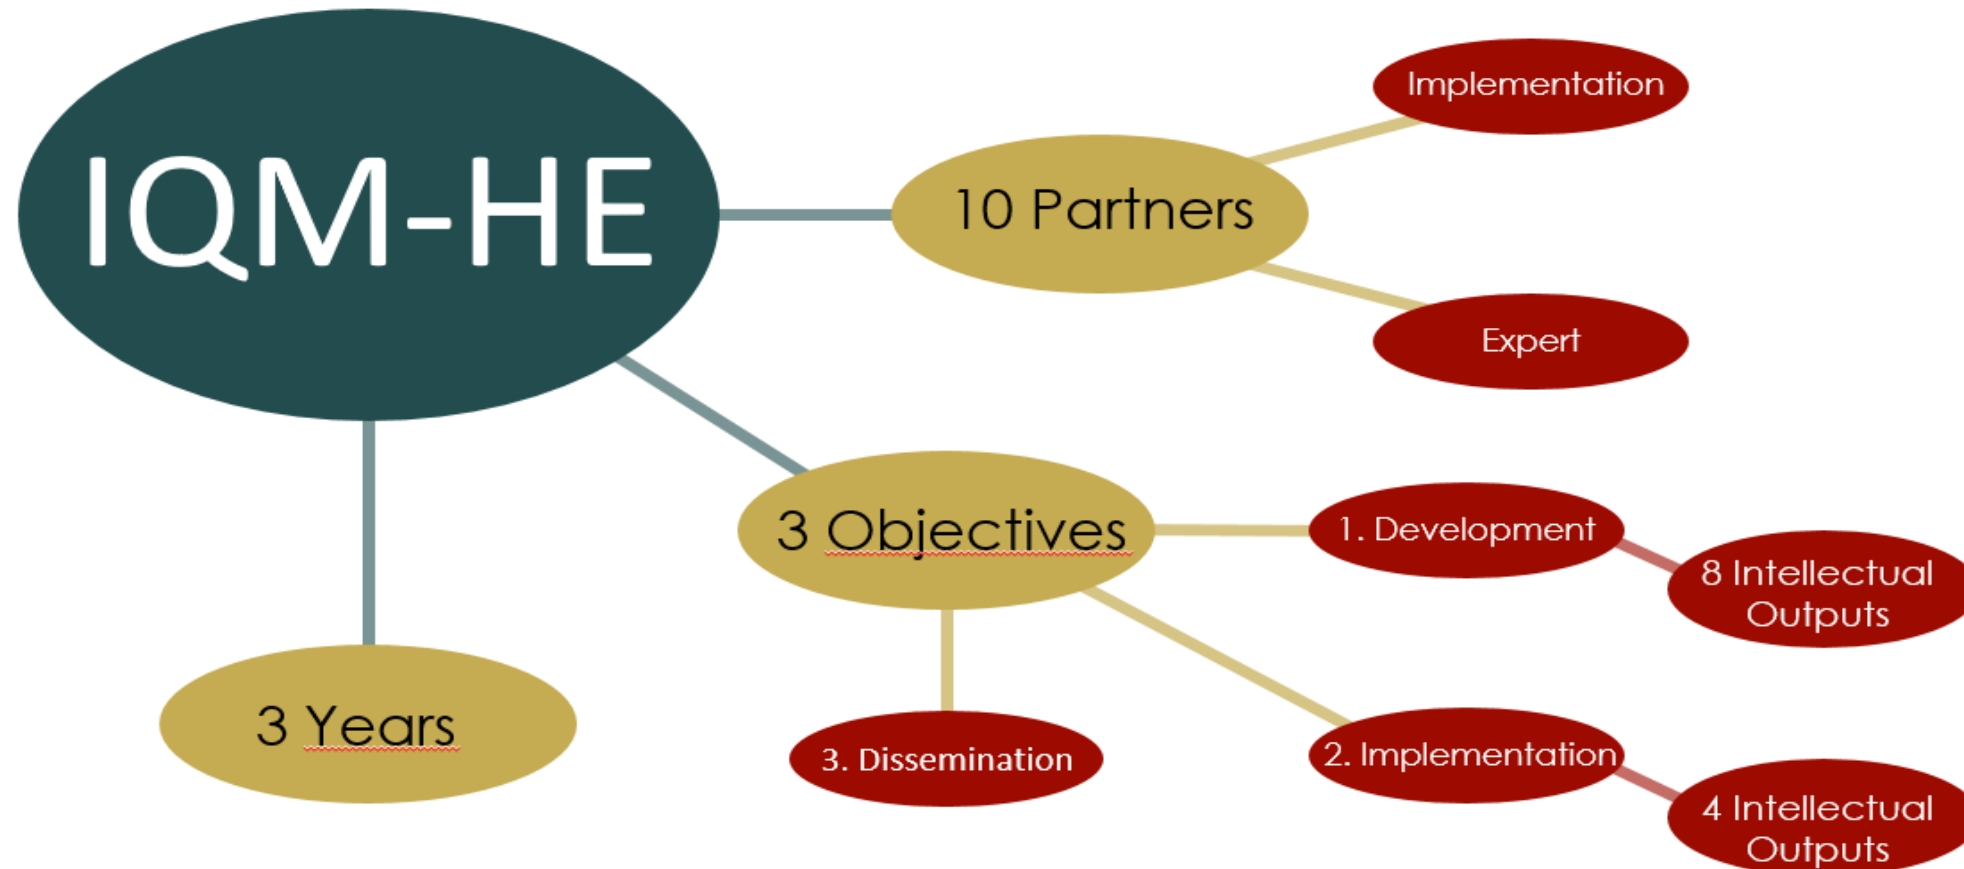 IQM-HE
10 Partners
Implementation
Expert
3 Objectives
1. Development
8 Intellectual
Outputs
2. Implementation
4 Intellectual
Outputs
3. Dissemination
3 Years